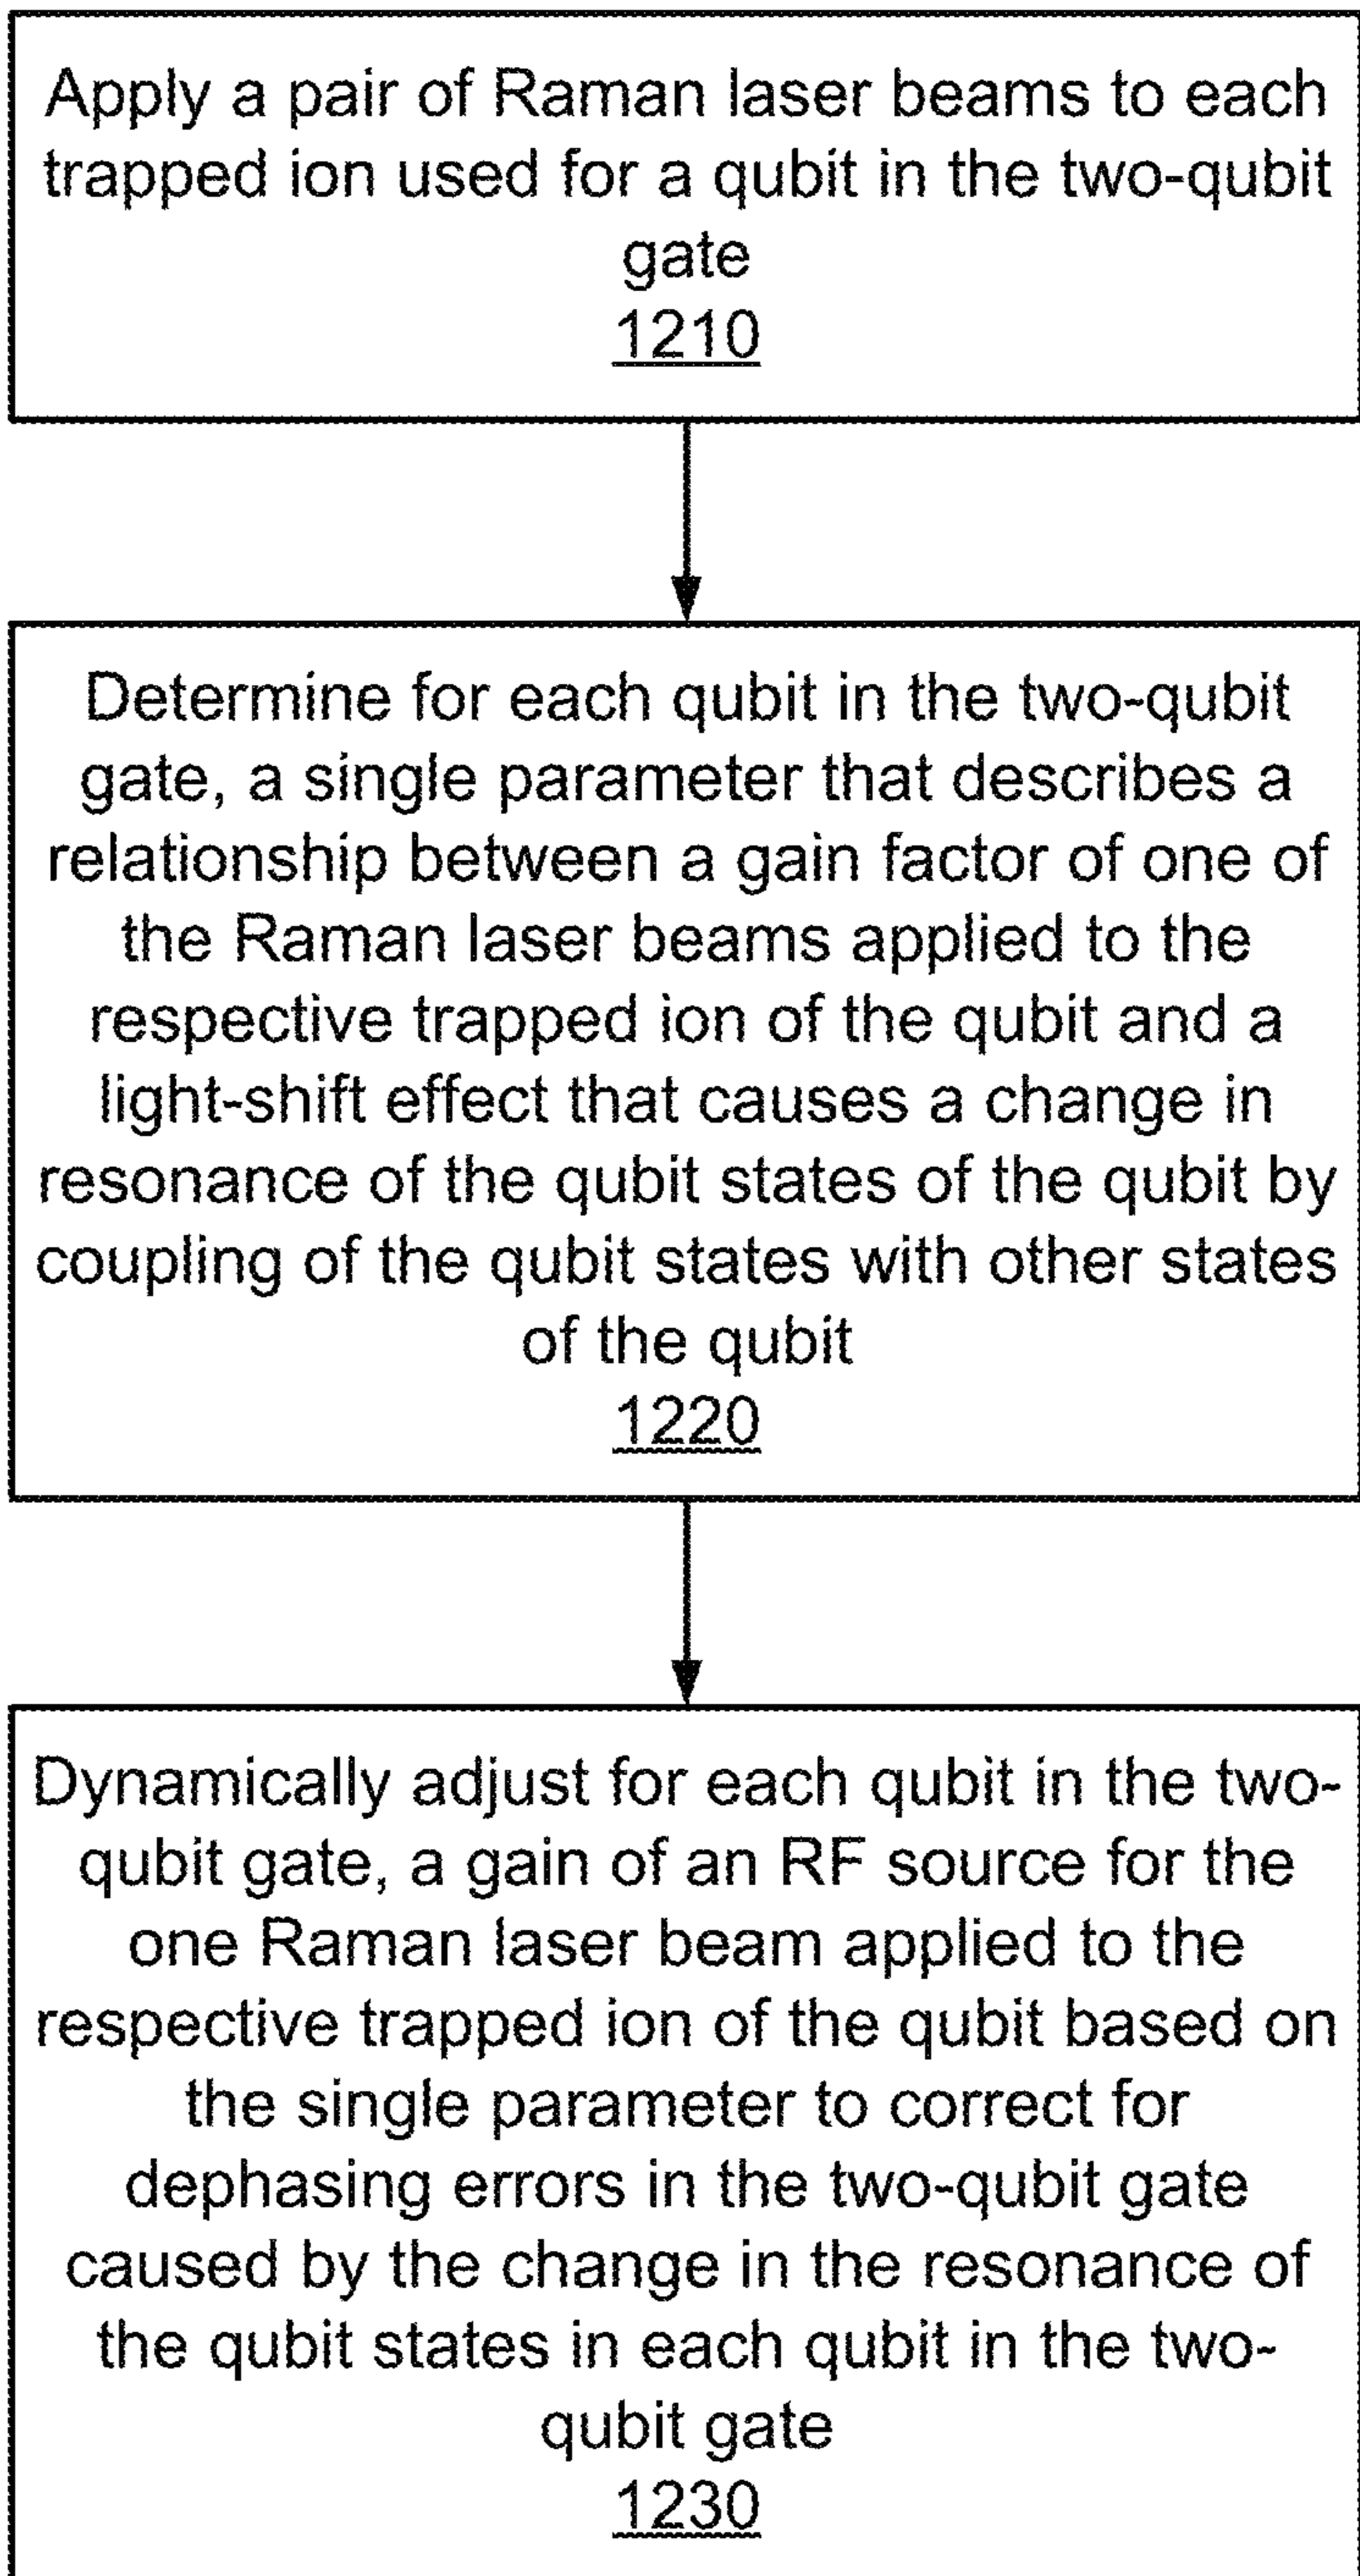 Apply a pair of Raman laser beams to each
trapped ion used for a qubit in the two-qubit
gate
1210
Determine for each qubit in the two-qubit
gate, a single parameter that describes a
relationship between a gain factor of one of
the Raman laser beams applied to the
respective trapped ion of the qubit and a
light-shift effect that causes a change in
resonance of the qubit states of the qubit by
coupling of the qubit states with other states
of the qubit
1220
Dynamically adjust for each qubit in the two-
qubit gate, a gain of an RF source for the
one Raman laser beam applied to the
respective trapped ion of the qubit based on
the single parameter to correct for
dephasing errors in the two-qubit gate
caused by the change in the resonance of
the qubit states in each qubit in the two-
qubit gate
1230